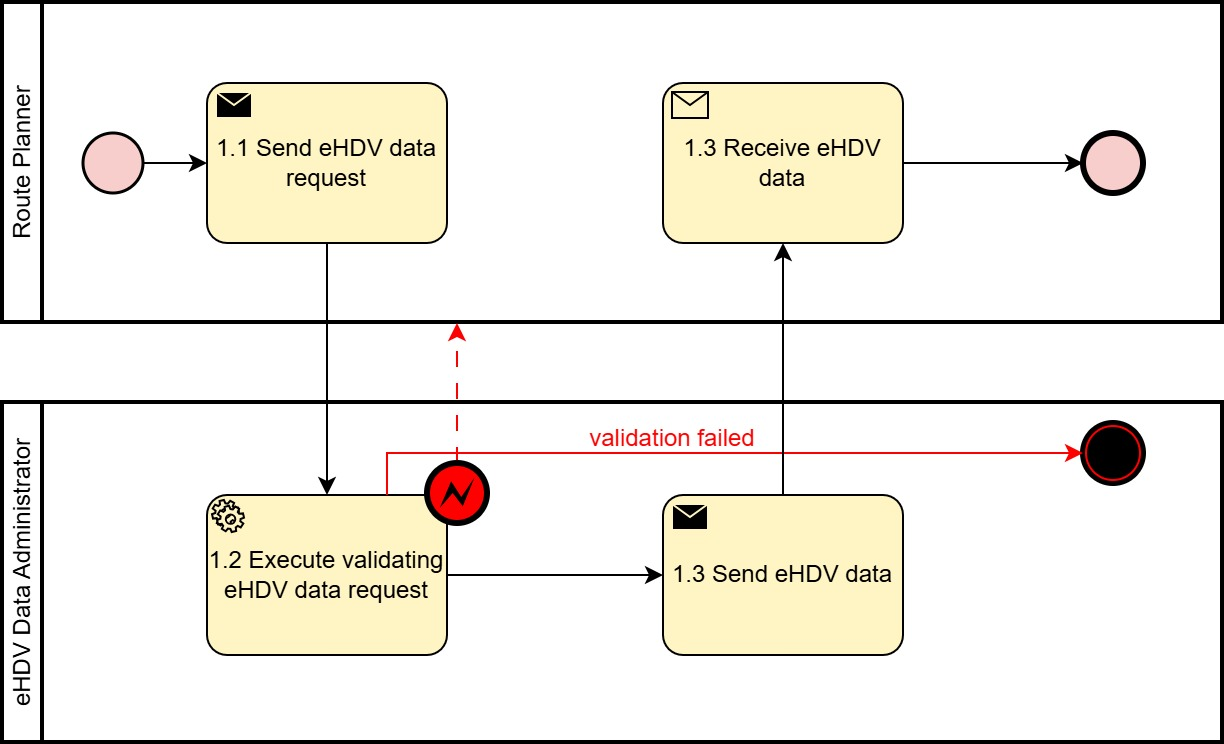 Route Planner
1.1 Send eHDV data
request
1.3 Receive eHDV
data
eHDV Data Administrator
validation failed
1.2 Execute validating
eHDV data request
1.3 Send eHDV data